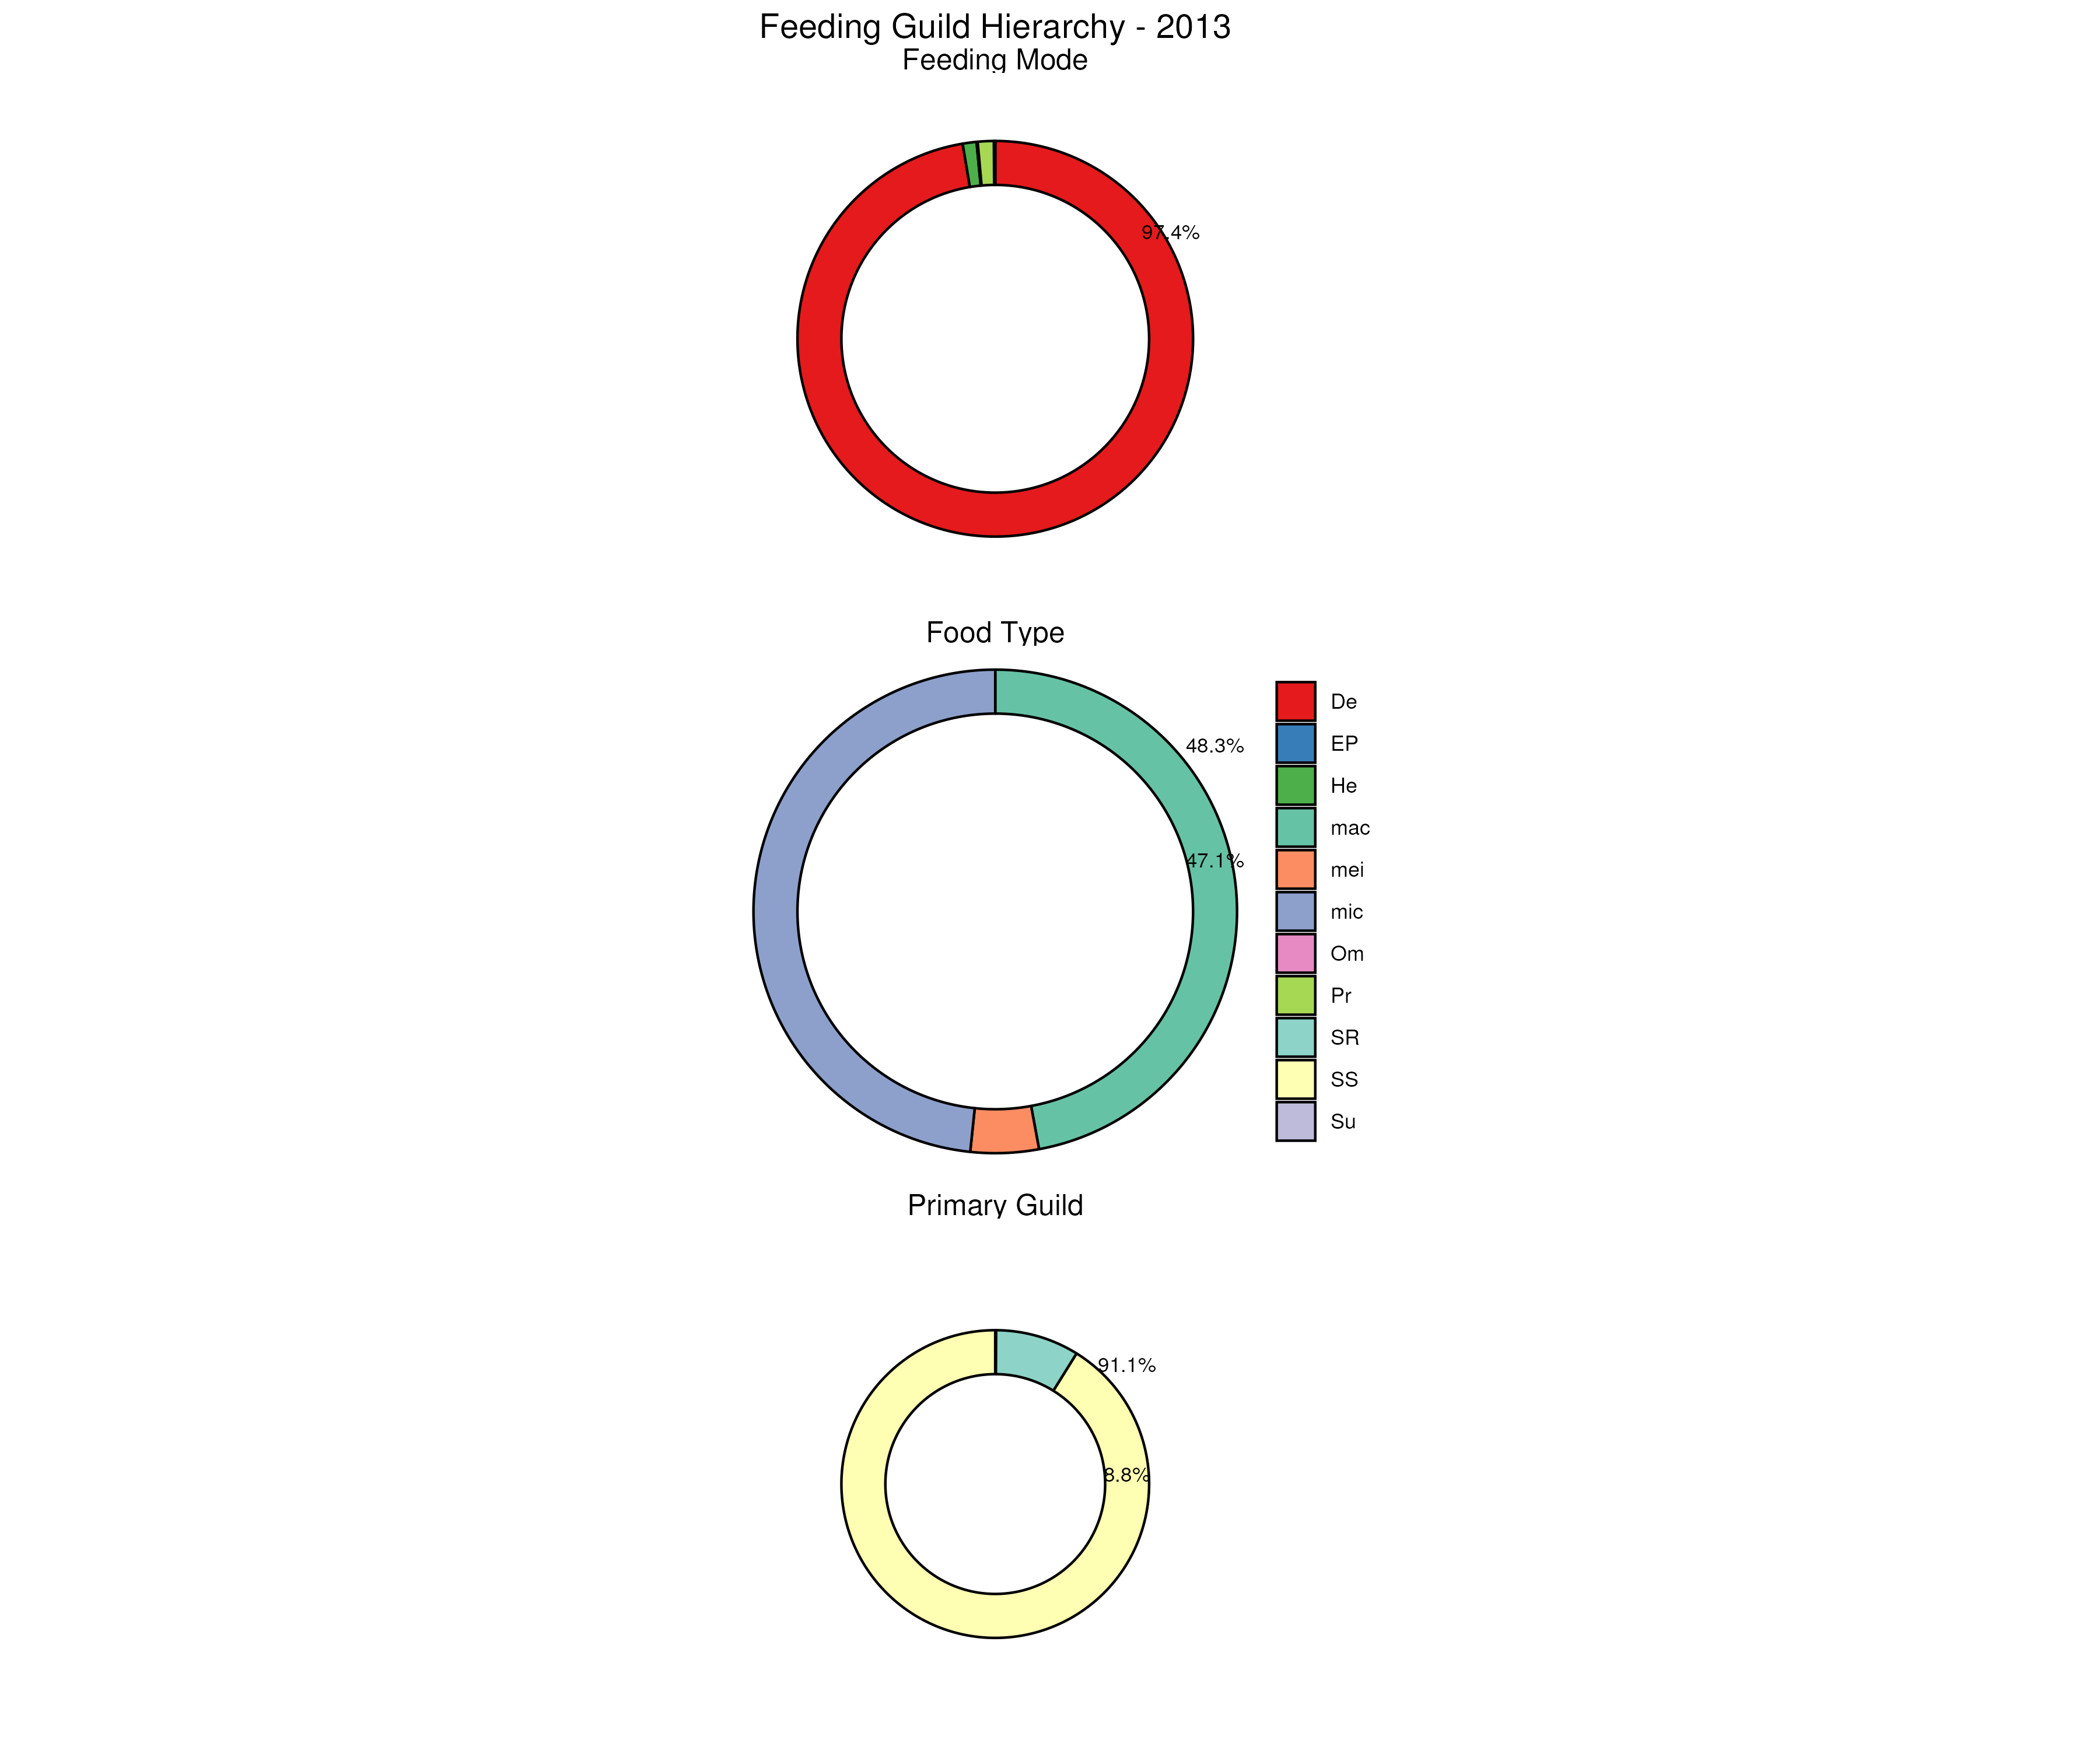 Feeding Guild Hierarchy - 2013
Feeding Mode
97.4%
Food Type
48.3%
47.1%
De
EP
He
mac
mei
mic
Om
Pr
SR
SS
Su
Primary Guild
91.1%
8.8%